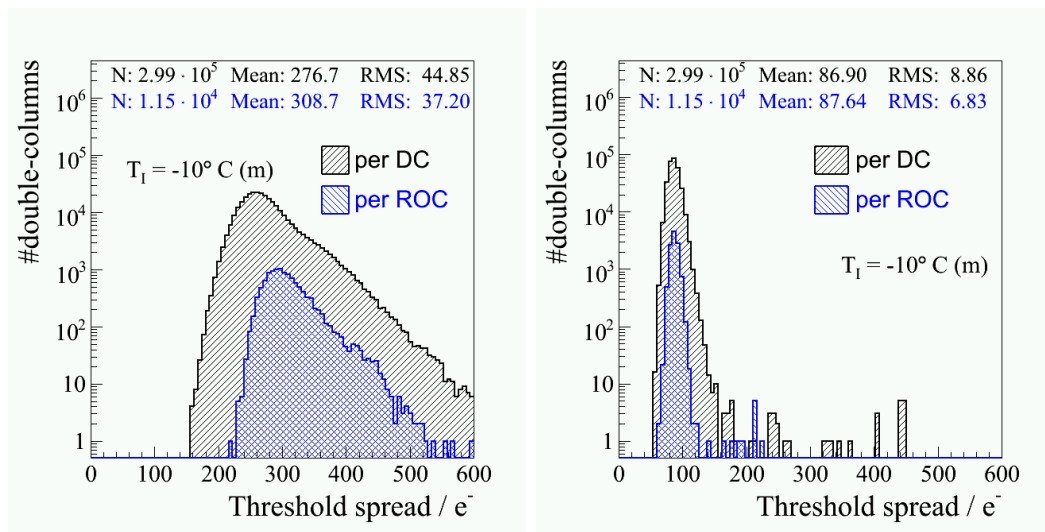 N: 2.99 · 10^5 Mean: 276.7 RMS: 44.85
N: 1.15 · 10^4 Mean: 308.7 RMS: 37.20
#double-columns
10^6
10^5
10^4
10^3
10^2
10
1
T_I = -10° C (m)
per DC
per ROC
0 100 200 300 400 500 600
Threshold spread / e^-
N: 2.99 · 10^5 Mean: 86.90 RMS: 8.86
N: 1.15 · 10^4 Mean: 87.64 RMS: 6.83
#double-columns
10^6
10^5
10^4
10^3
10^2
10
1
per DC
per ROC
T_I = -10° C (m)
0 100 200 300 400 500 600
Threshold spread / e^-